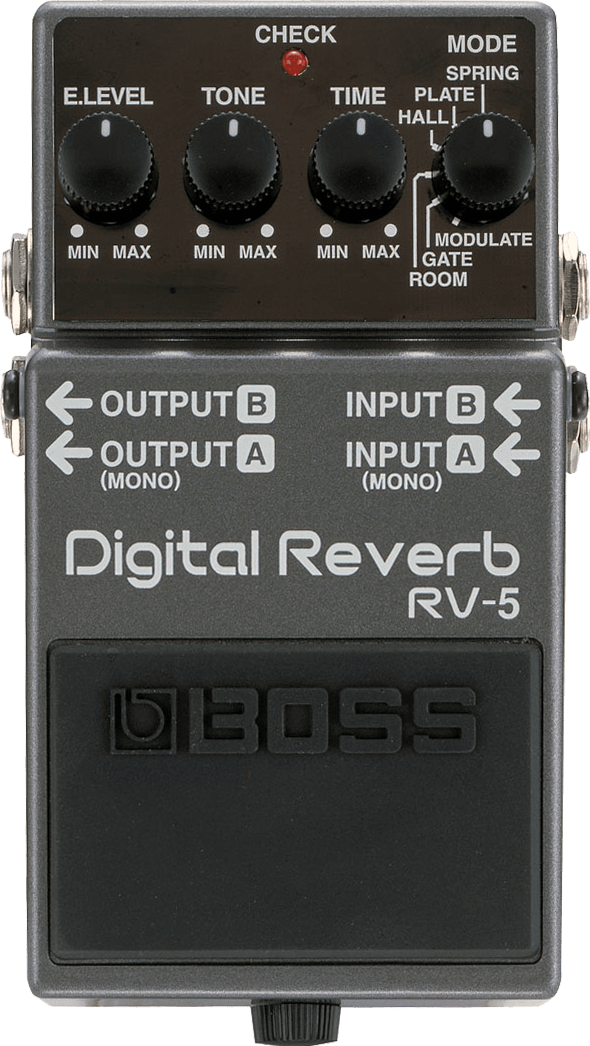 CHECK
MODE
SPRING
PLATE
HALL
E.LEVEL
TONE
TIME
MIN MAX
MIN MAX
MIN MAX
MODULATE
GATE
ROOM
OUTPUT B
INPUT B
OUTPUT A
(MONO)
INPUT A
(MONO)
Digital Reverb
RV-5
BOSS